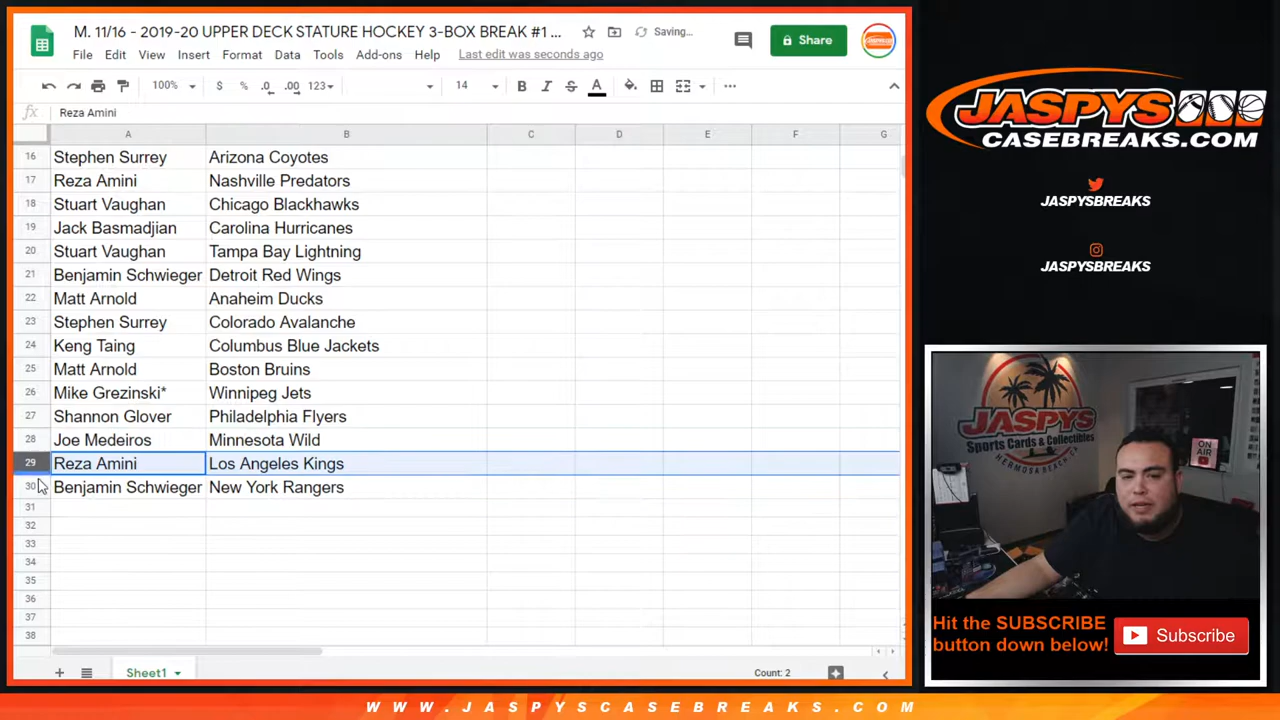 M. 11/16 - 2019-20 UPPER DECK STATURE HOCKEY 3-BOX BREAK #1 ...
Saving...
Share
File Edit View Insert Format Data Tools Add-ons Help Last edit was seconds ago
100% $ % .0 .00 123 14 B I S A ...
fx Reza Amini
A B C D E F G
16 Stephen Surrey Arizona Coyotes
17 Reza Amini Nashville Predators
18 Stuart Vaughan Chicago Blackhawks
19 Jack Basmadjian Carolina Hurricanes
20 Stuart Vaughan Tampa Bay Lightning
21 Benjamin Schwieger Detroit Red Wings
22 Matt Arnold Anaheim Ducks
23 Stephen Surrey Colorado Avalanche
24 Keng Taing Columbus Blue Jackets
25 Matt Arnold Boston Bruins
26 Mike Grezinski* Winnipeg Jets
27 Shannon Glover Philadelphia Flyers
28 Joe Medeiros Minnesota Wild
29 Reza Amini Los Angeles Kings
30 Benjamin Schwieger New York Rangers
31
32
33
34
35
36
37
38
+ Sheet1 Count: 2
JASPYS
CASEBREAKS.COM
JASPYSBREAKS
JASPYSBREAKS
JASPYS
Sports Cards & Collectibles
HERMOSA BEACH, CA
ON AIR
Hit the SUBSCRIBE
button down below!
Subscribe
WWW.JASPYSCASEBREAKS.COM